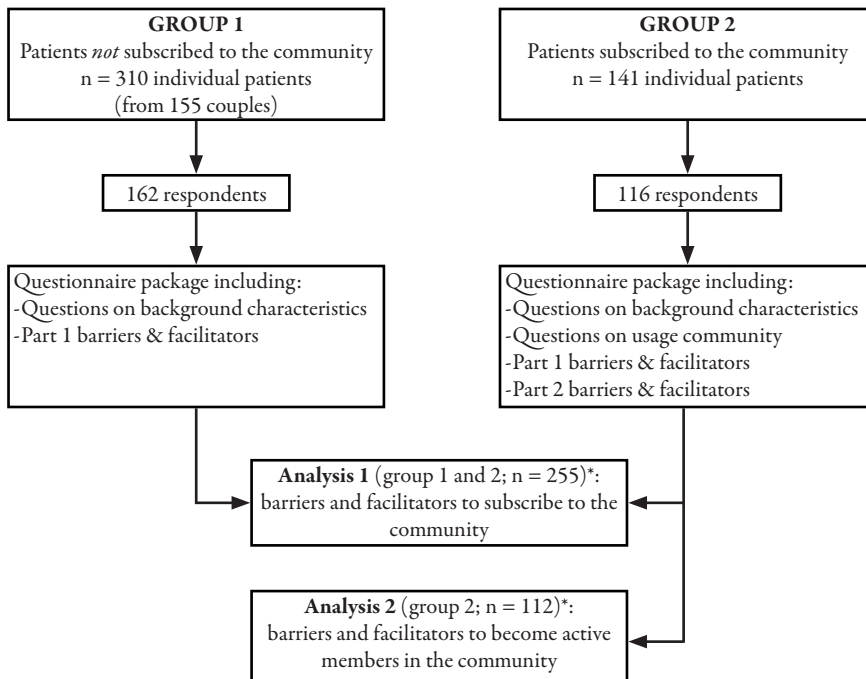 GROUP 1
Patients not subscribed to the community
n = 310 individual patients
(from 155 couples)
GROUP 2
Patients subscribed to the community
n = 141 individual patients
162 respondents
116 respondents
Questionnaire package including:
-Questions on background characteristics
-Part 1 barriers & facilitators
Questionnaire package including:
-Questions on background characteristics
-Questions on usage community
-Part 1 barriers & facilitators
-Part 2 barriers & facilitators
Analysis 1 (group 1 and 2; n = 255)*:
barriers and facilitators to subscribe to the
community
Analysis 2 (group 2; n = 112)*:
barriers and facilitators to become active
members in the community